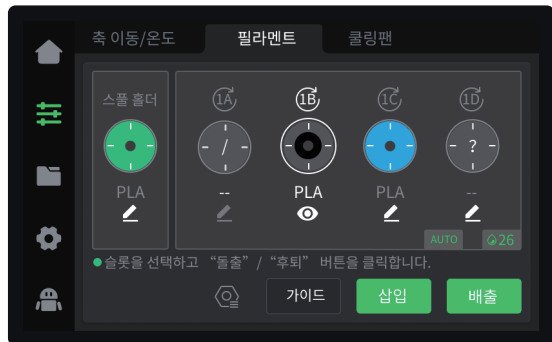 축 이동/온도 필라멘트 쿨링팬
스풀 홀더 1A 1B 1C 1D
/ ?
PLA -- PLA PLA --
AUTO 26
슬롯을 선택하고 “돌출”/“후퇴” 버튼을 클릭합니다.
가이드 삽입 배출